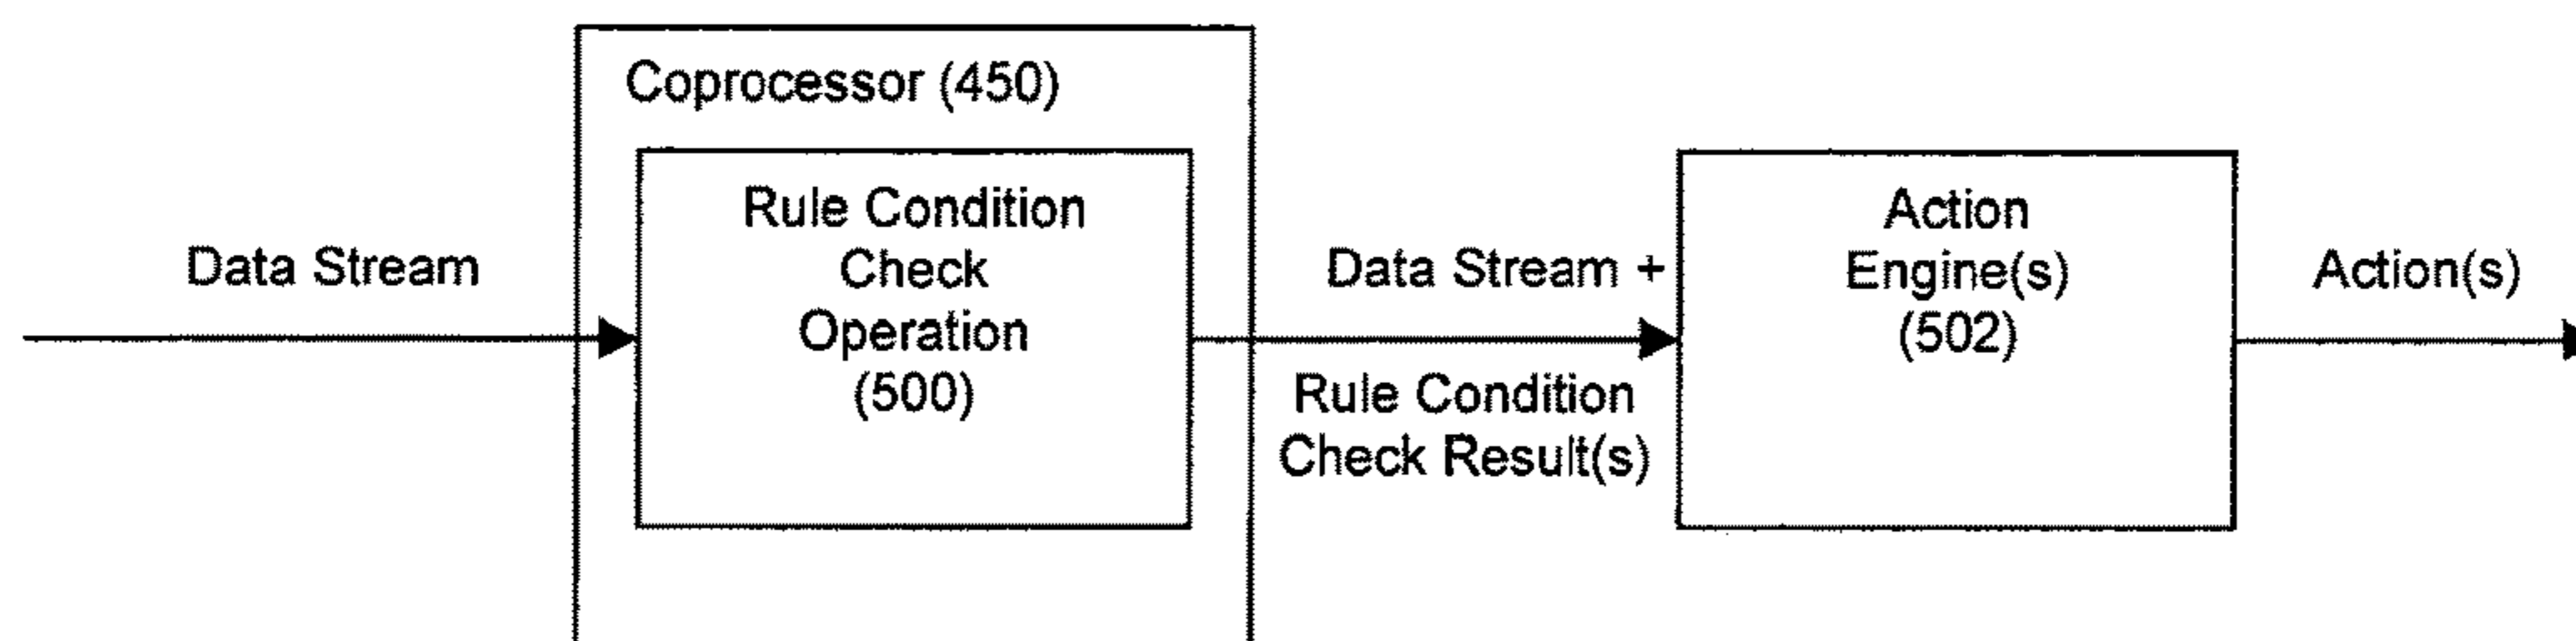 Coprocessor (450)
Data Stream
Rule Condition
Check
Operation
(500)
Data Stream +
Rule Condition
Check Result(s)
Action
Engine(s)
(502)
Action(s)